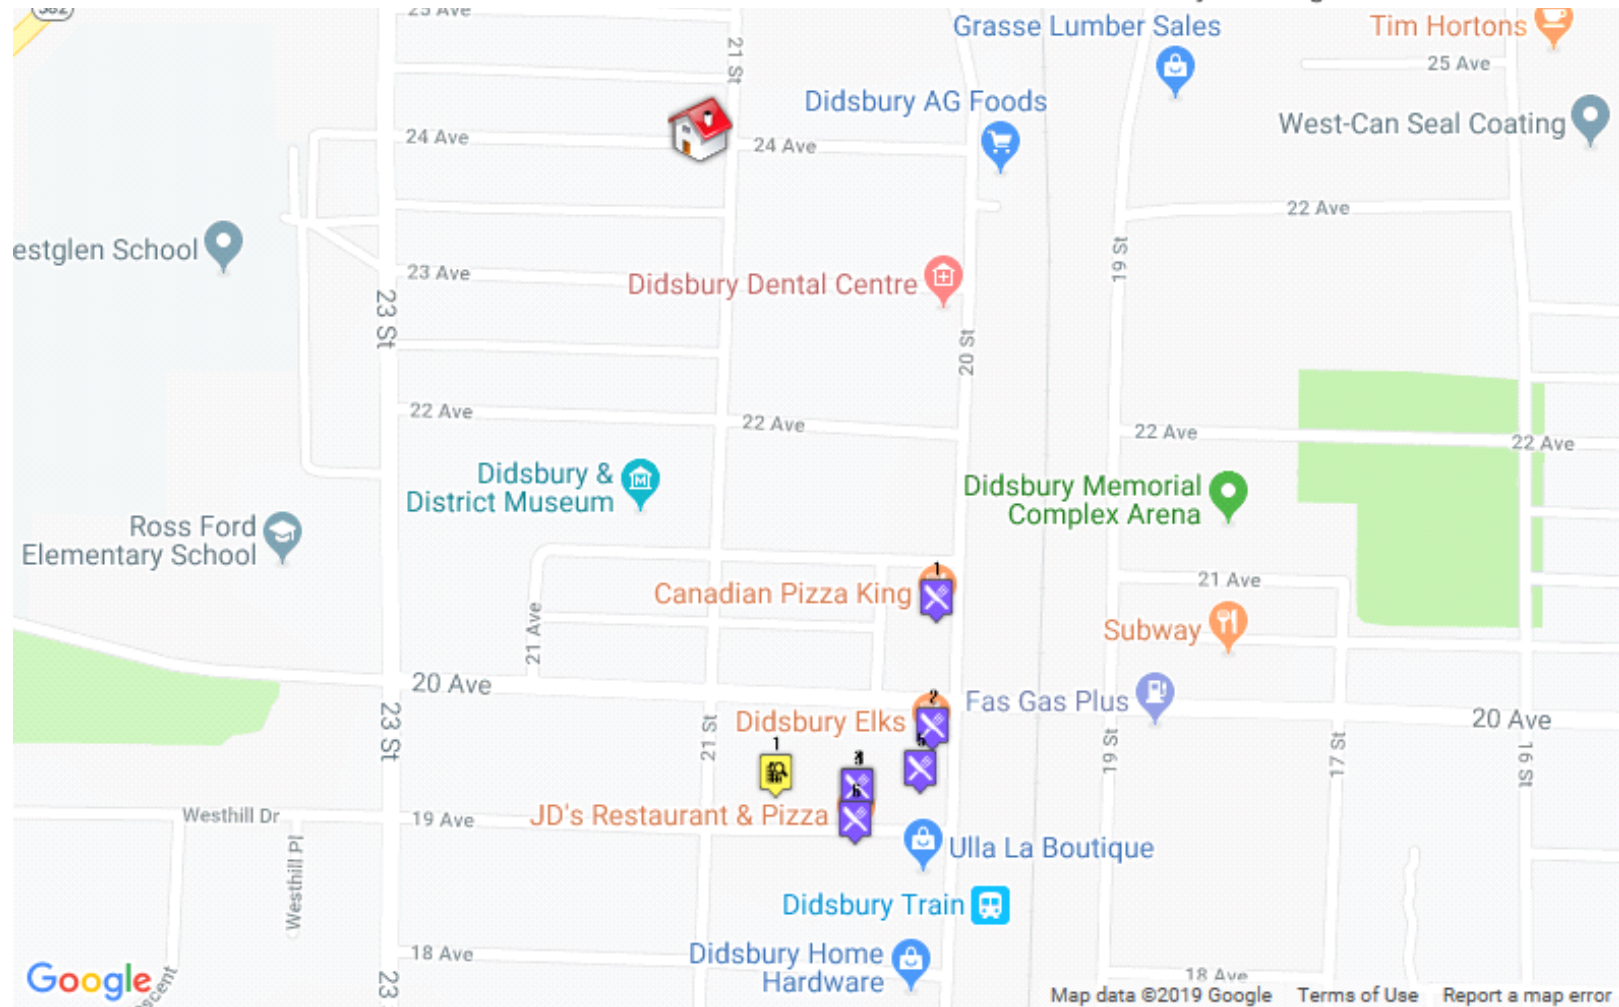 25 Ave
Grasse Lumber Sales
Tim Hortons
21 St
25 Ave
Didsbury AG Foods
West-Can Seal Coating
24 Ave
24 Ave
22 Ave
estglen School
19 St
23 Ave
Didsbury Dental Centre
23 St
20 St
22 Ave
22 Ave
22 Ave
22 Ave
Didsbury &
District Museum
Didsbury Memorial
Complex Arena
Ross Ford
Elementary School
1
21 Ave
Canadian Pizza King
21 Ave
Subway
20 Ave
2
Fas Gas Plus
Didsbury Elks
20 Ave
23 St
21 St
19 St
17 St
16 St
1
5
6
JD's Restaurant & Pizza
Westhill Dr
19 Ave
Ulla La Boutique
Westhill Pl
Didsbury Train
18 Ave
Didsbury Home
Hardware
Google
escent
23
18 Ave
Map data ©2019 Google Terms of Use Report a map error